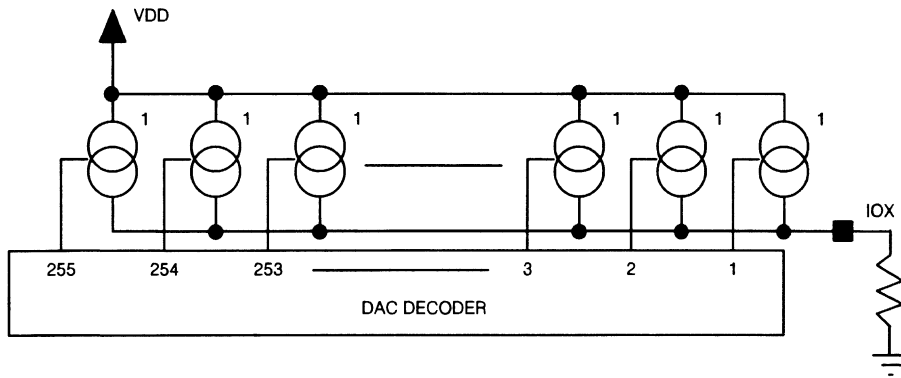 VDD
1 1 1 1 1 1
IOX
255 254 253 3 2 1
DAC DECODER